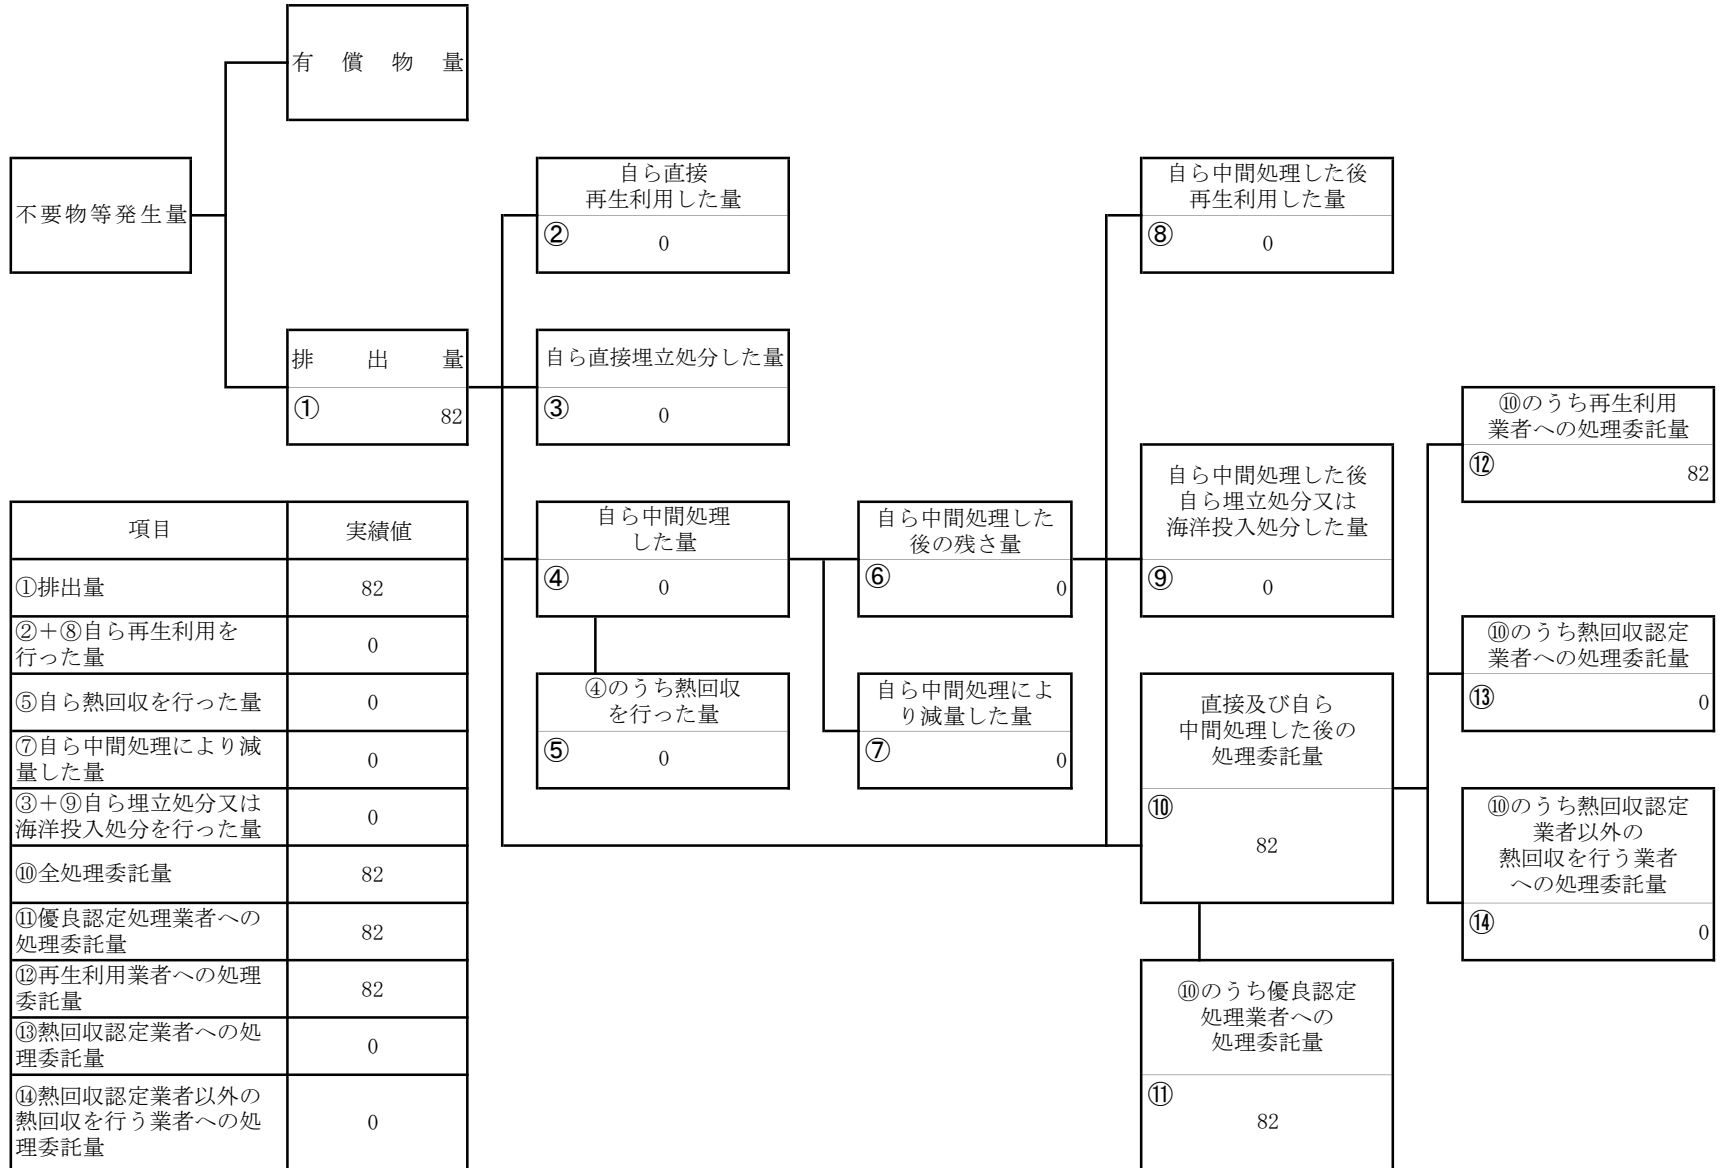 有償物量
不要物等発生量
排出量
① 82
自ら直接
再生利用した量
② 0
自ら直接埋立処分した量
③ 0
自ら中間処理
した量
④ 0
④のうち熱回収
を行った量
⑤ 0
自ら中間処理した
後の残さ量
⑥ 0
自ら中間処理によ
り減量した量
⑦ 0
自ら中間処理した後
再生利用した量
⑧ 0
自ら中間処理した後
自ら埋立処分又は
海洋投入処分した量
⑨ 0
直接及び自ら
中間処理した後の
処理委託量
⑩
82
⑩のうち優良認定
処理業者への
処理委託量
⑪
82
⑩のうち再生利用
業者への処理委託量
⑫ 82
⑩のうち熱回収認定
業者への処理委託量
⑬ 0
⑩のうち熱回収認定
業者以外の
熱回収を行う業者
への処理委託量
⑭ 0
項目 実績値
①排出量 82
②+⑧自ら再生利用を
行った量 0
⑤自ら熱回収を行った量 0
⑦自ら中間処理により減
量した量 0
③+⑨自ら埋立処分又は
海洋投入処分を行った量 0
⑩全処理委託量 82
⑪優良認定処理業者への
処理委託量 82
⑫再生利用業者への処理
委託量 82
⑬熱回収認定業者への処
理委託量 0
⑭熱回収認定業者以外の
熱回収を行う業者への処 0
理委託量